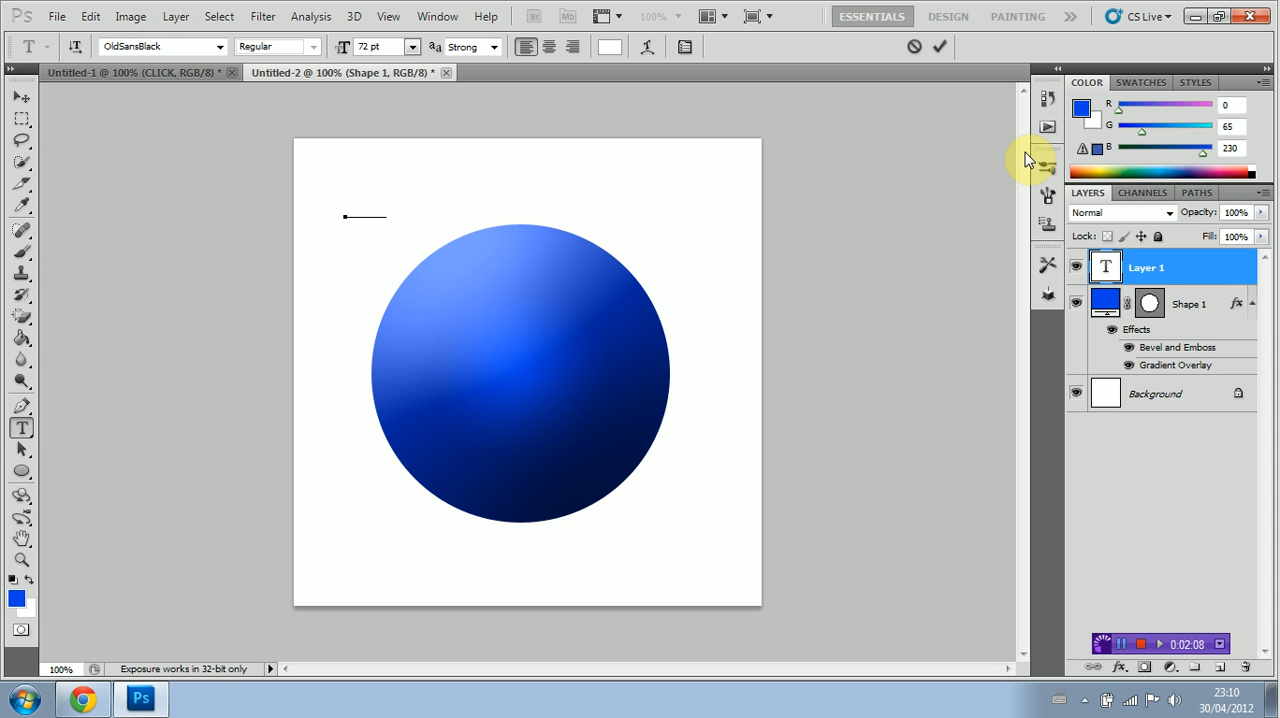 Ps File Edit Image Layer Select Filter Analysis 3D View Window Help Br Mb 100% ESSENTIALS DESIGN PAINTING CS Live
T OldSansBlack Regular 72 pt aa Strong
Untitled-1 @ 100% (CLICK, RGB/8) * Untitled-2 @ 100% (Shape 1, RGB/8) *
COLOR SWATCHES STYLES
R 0
G 65
B 230
LAYERS CHANNELS PATHS
Normal Opacity: 100%
Lock: Fill: 100%
T Layer 1
Shape 1 fx
Effects
Bevel and Emboss
Gradient Overlay
Background
T
0:02:08
100% Exposure works in 32-bit only fx.
Ps 23:10
30/04/2012